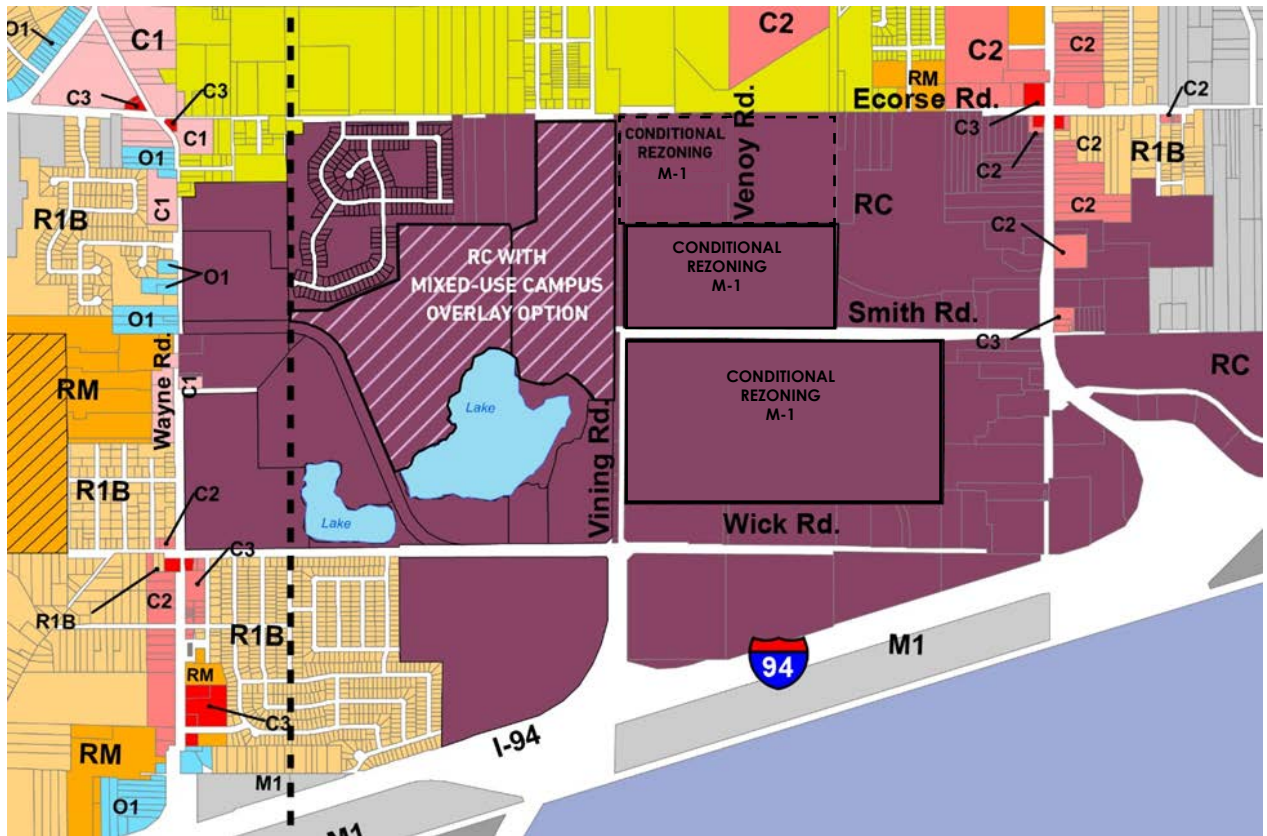 O1
C1
C2
C2
C2
C3
C3
RM
Ecorse Rd.
C2
C1
O1
CONDITIONAL
REZONING
M-1
Venoy Rd.
C3
C2
C2
R1B
R1B
C1
RC
C2
C2
O1
RC WITH
MIXED-USE CAMPUS
OVERLAY OPTION
CONDITIONAL
REZONING
M-1
O1
Smith Rd.
C3
RM
Wayne Rd.
C1
Lake
CONDITIONAL
REZONING
M-1
RC
Vining Rd.
R1B
C2
Lake
Wick Rd.
C3
C2
R1B
R1B
RM
94
M1
C3
I-94
RM
M1
O1
M1